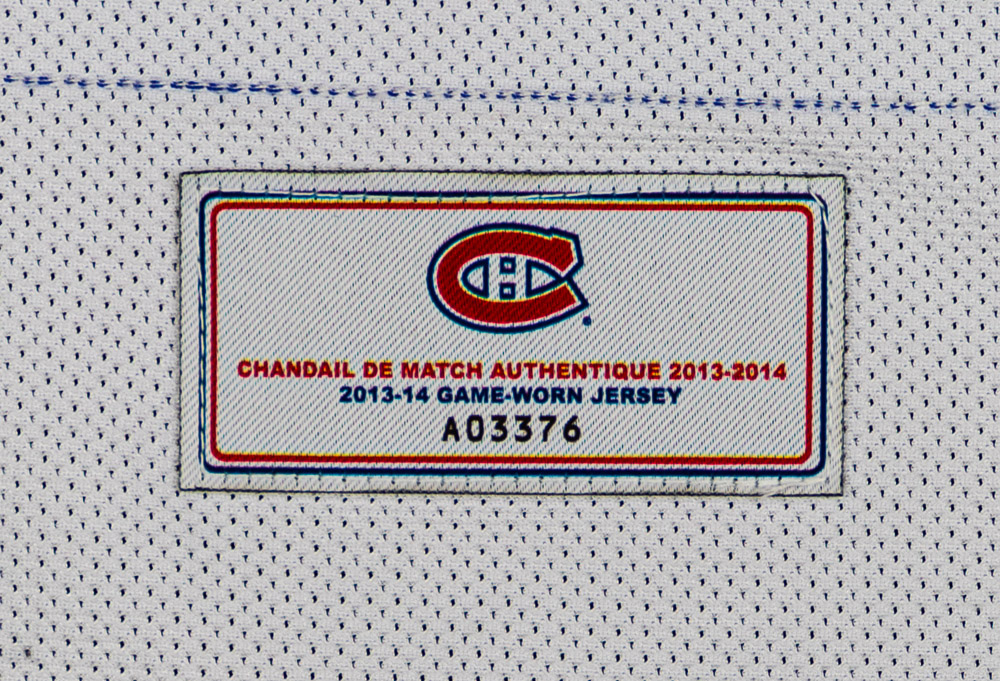 CHANDAIL DE MATCH AUTHENTIQUE 2013-2014
2013-14 GAME-WORN JERSEY
A03376